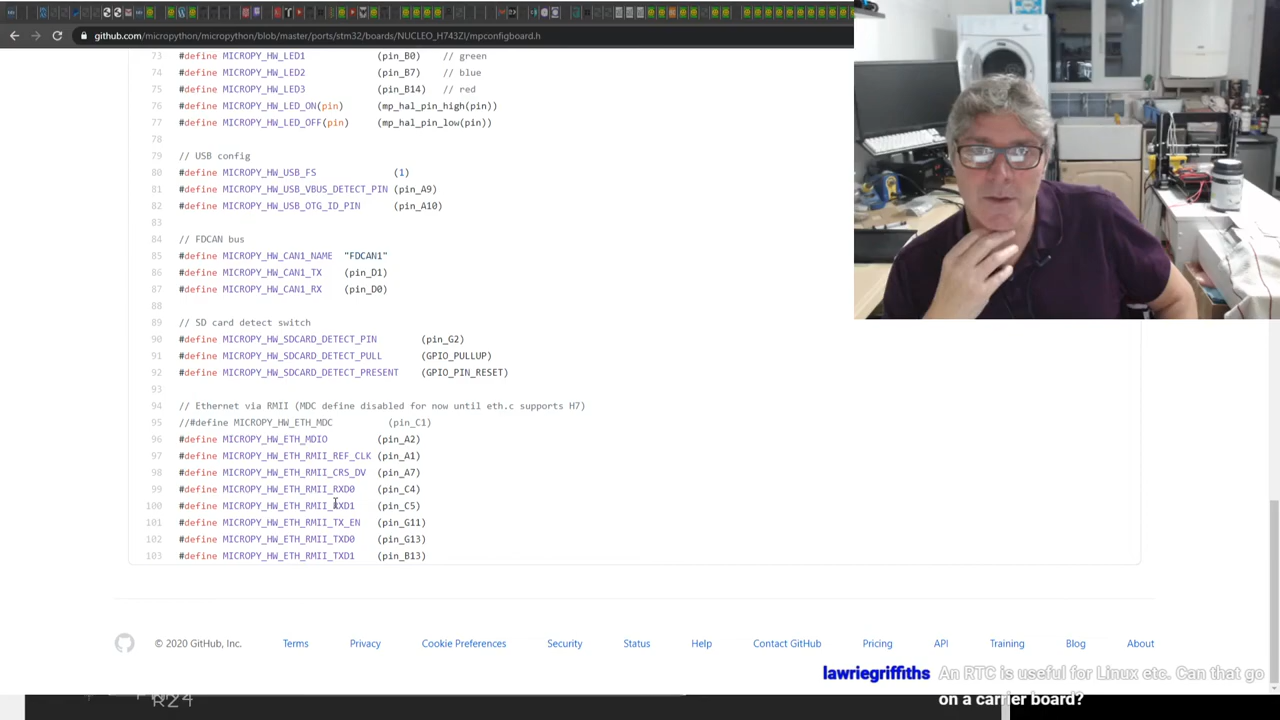 github.com/micropython/micropython/blob/master/ports/stm32/boards/NUCLEO_H743ZI/mpconfigboard.h
73 #define MICROPY_HW_LED1 (pin_B0) // green
74 #define MICROPY_HW_LED2 (pin_B7) // blue
75 #define MICROPY_HW_LED3 (pin_B14) // red
76 #define MICROPY_HW_LED_ON(pin) (mp_hal_pin_high(pin))
77 #define MICROPY_HW_LED_OFF(pin) (mp_hal_pin_low(pin))
78
79 // USB config
80 #define MICROPY_HW_USB_FS (1)
81 #define MICROPY_HW_USB_VBUS_DETECT_PIN (pin_A9)
82 #define MICROPY_HW_USB_OTG_ID_PIN (pin_A10)
83
84 // FDCAN bus
85 #define MICROPY_HW_CAN1_NAME "FDCAN1"
86 #define MICROPY_HW_CAN1_TX (pin_D1)
87 #define MICROPY_HW_CAN1_RX (pin_D0)
88
89 // SD card detect switch
90 #define MICROPY_HW_SDCARD_DETECT_PIN (pin_G2)
91 #define MICROPY_HW_SDCARD_DETECT_PULL (GPIO_PULLUP)
92 #define MICROPY_HW_SDCARD_DETECT_PRESENT (GPIO_PIN_RESET)
93
94 // Ethernet via RMII (MDC define disabled for now until eth.c supports H7)
95 //#define MICROPY_HW_ETH_MDC (pin_C1)
96 #define MICROPY_HW_ETH_MDIO (pin_A2)
97 #define MICROPY_HW_ETH_RMII_REF_CLK (pin_A1)
98 #define MICROPY_HW_ETH_RMII_CRS_DV (pin_A7)
99 #define MICROPY_HW_ETH_RMII_RXD0 (pin_C4)
100 #define MICROPY_HW_ETH_RMII_RXD1 (pin_C5)
101 #define MICROPY_HW_ETH_RMII_TX_EN (pin_G11)
102 #define MICROPY_HW_ETH_RMII_TXD0 (pin_G13)
103 #define MICROPY_HW_ETH_RMII_TXD1 (pin_B13)
© 2020 GitHub, Inc. Terms Privacy Cookie Preferences Security Status Help Contact GitHub Pricing API Training Blog About
lawriegriffiths An RTC is useful for Linux etc. Can that go
on a carrier board?
R24